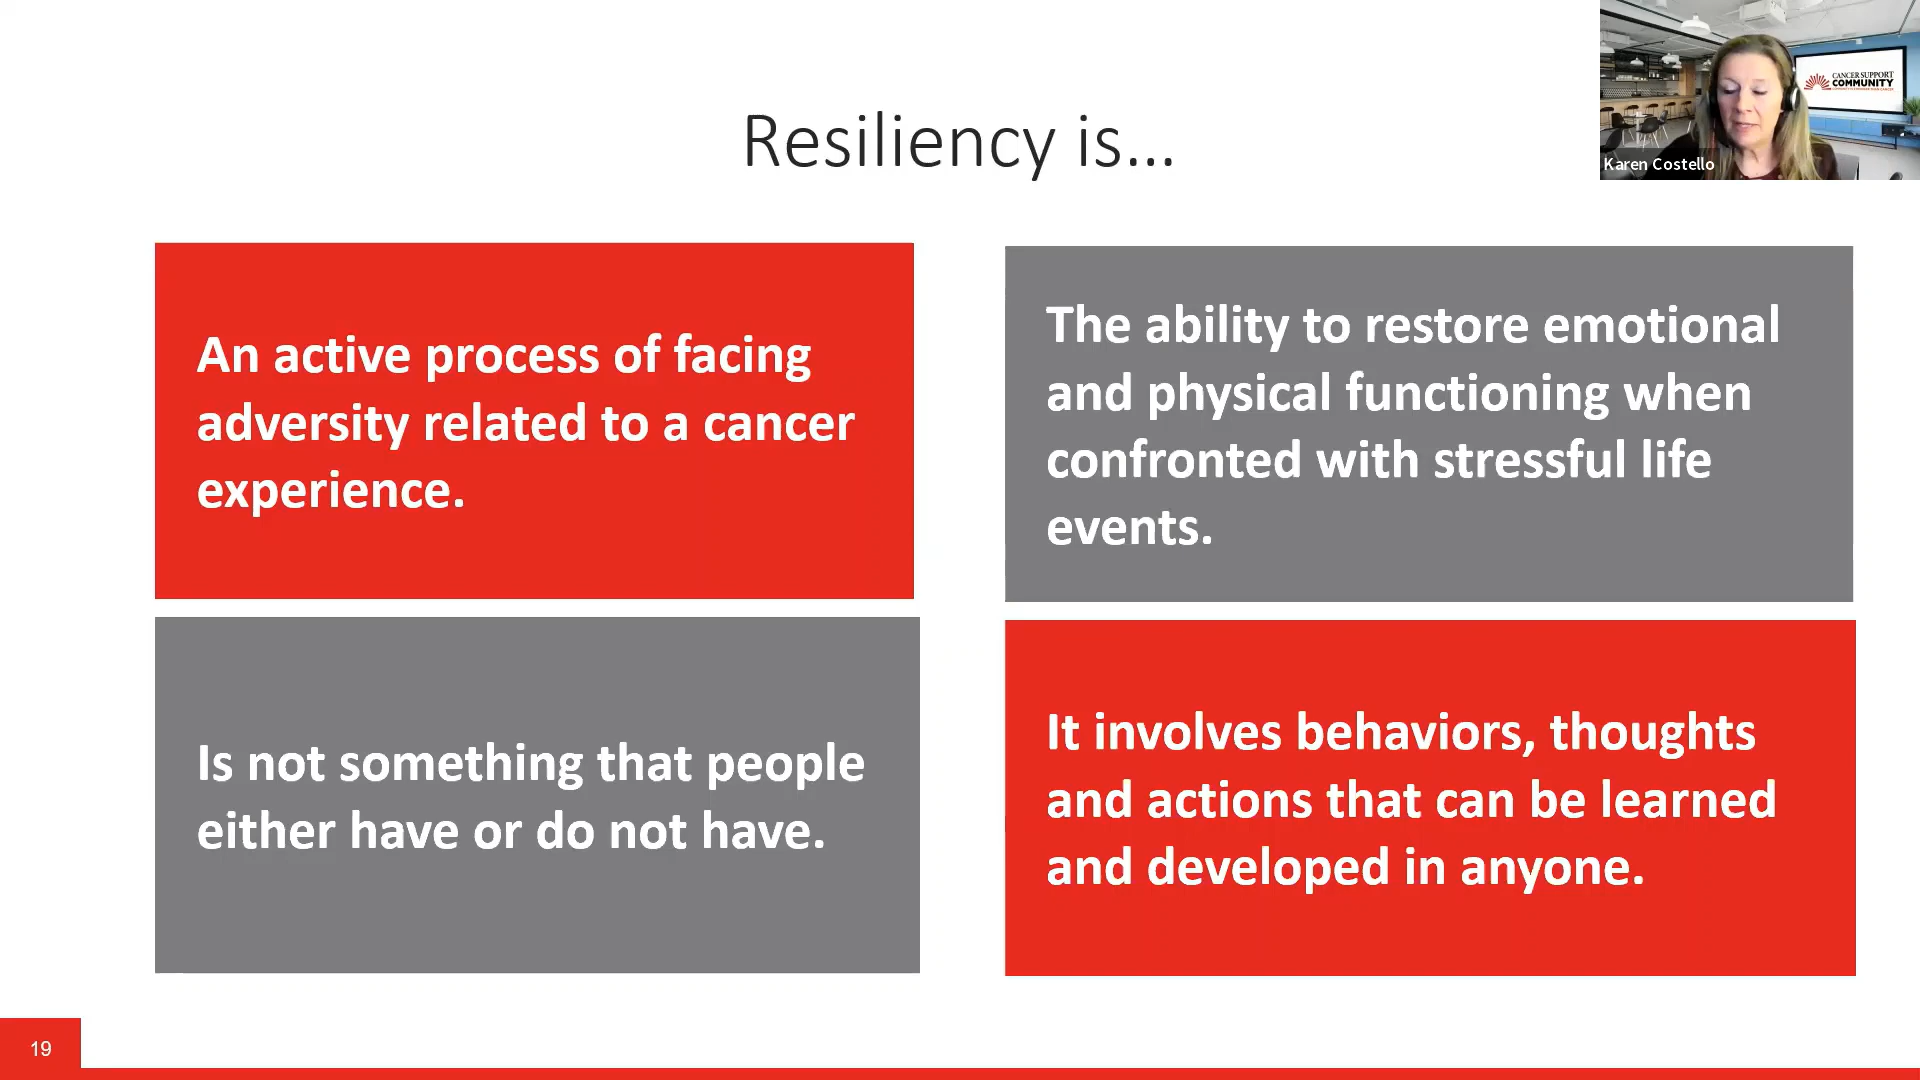 Resiliency is...
CANCER SUPPORT
COMMUNITY
Karen Costello
An active process of facing
adversity related to a cancer
experience.
The ability to restore emotional
and physical functioning when
confronted with stressful life
events.
Is not something that people
either have or do not have.
It involves behaviors, thoughts
and actions that can be learned
and developed in anyone.
19